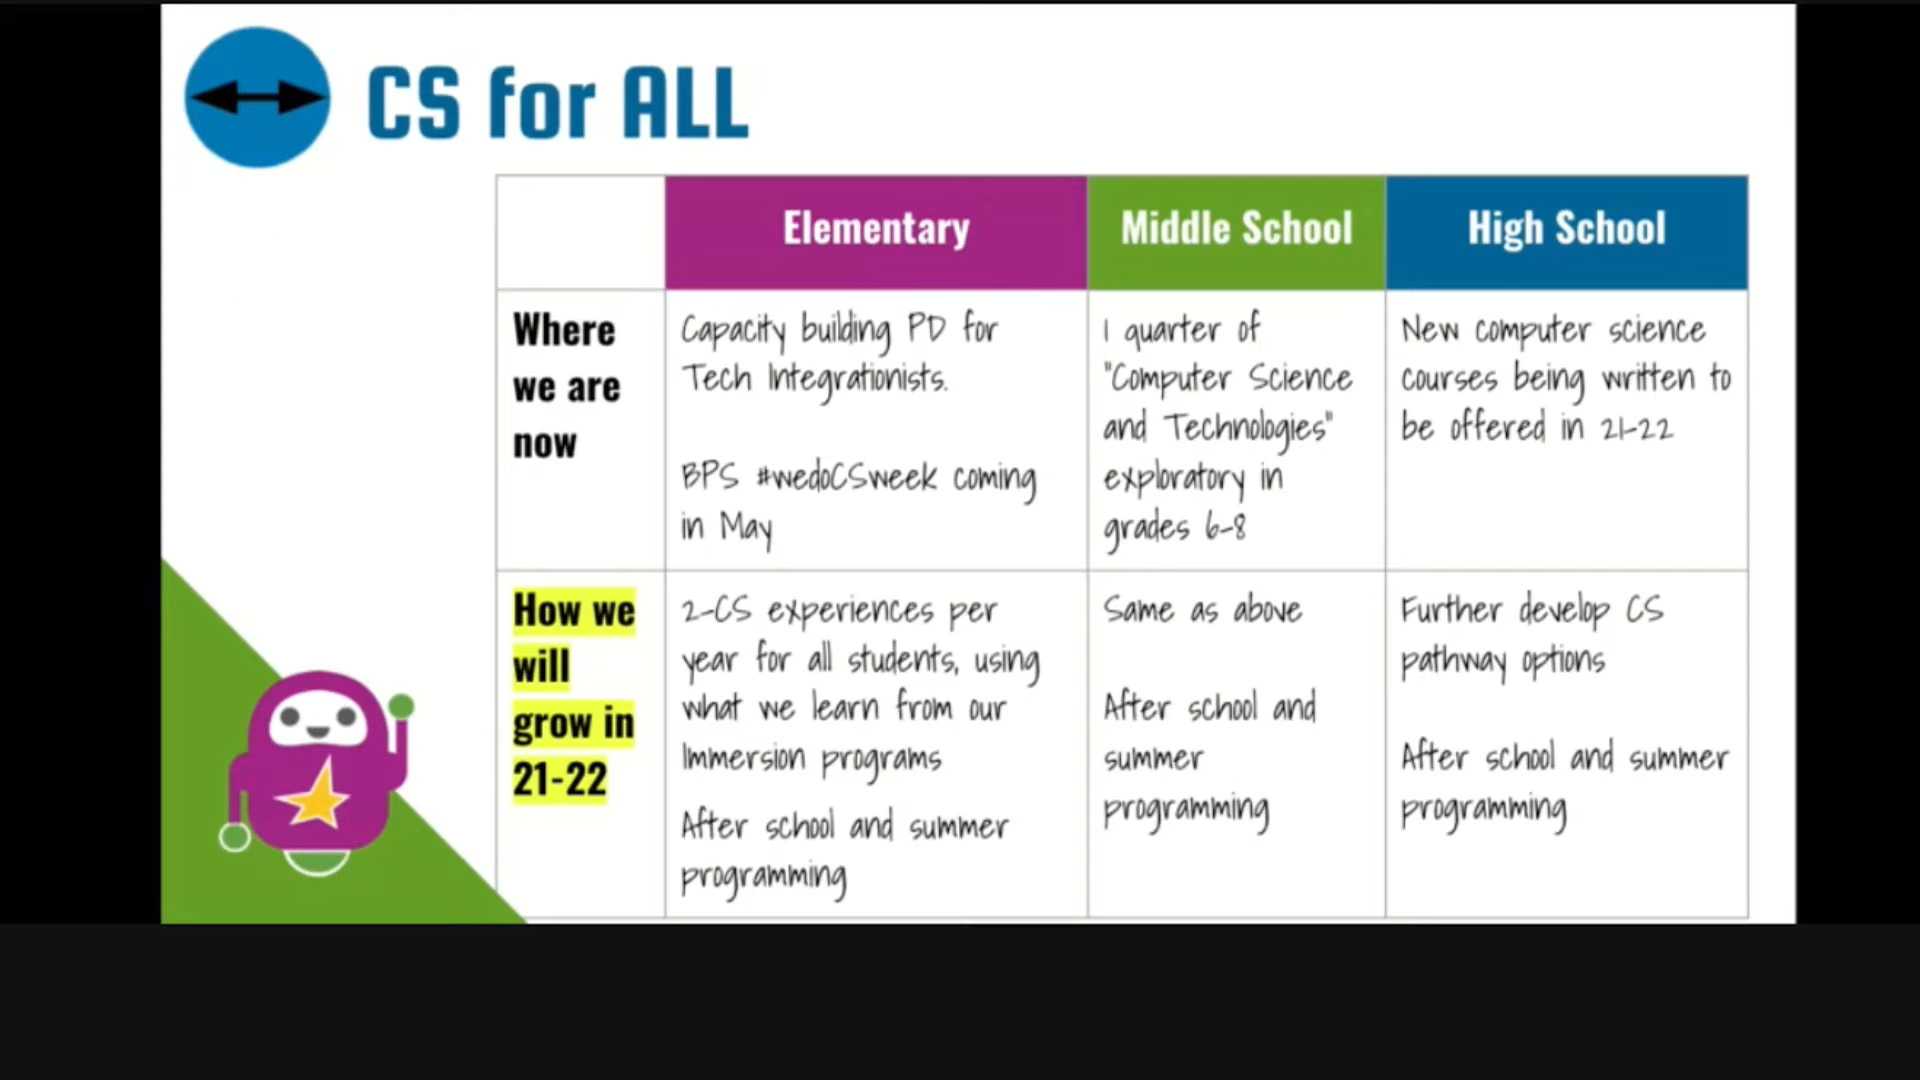 CS for ALL
Elementary
Middle School
High School
Where
we are
now
Capacity building PD for
Tech Integrationists.
BPS #wedoCSweek coming
in May
1 quarter of
"Computer Science
and Technologies"
exploratory in
grades 6-8
New computer science
courses being written to
be offered in 21-22
How we
will
grow in
21-22
2-CS experiences per
year for all students, using
what we learn from our
Immersion programs
After school and summer
programming
Same as above
After school and
summer
programming
Further develop CS
pathway options
After school and summer
programming